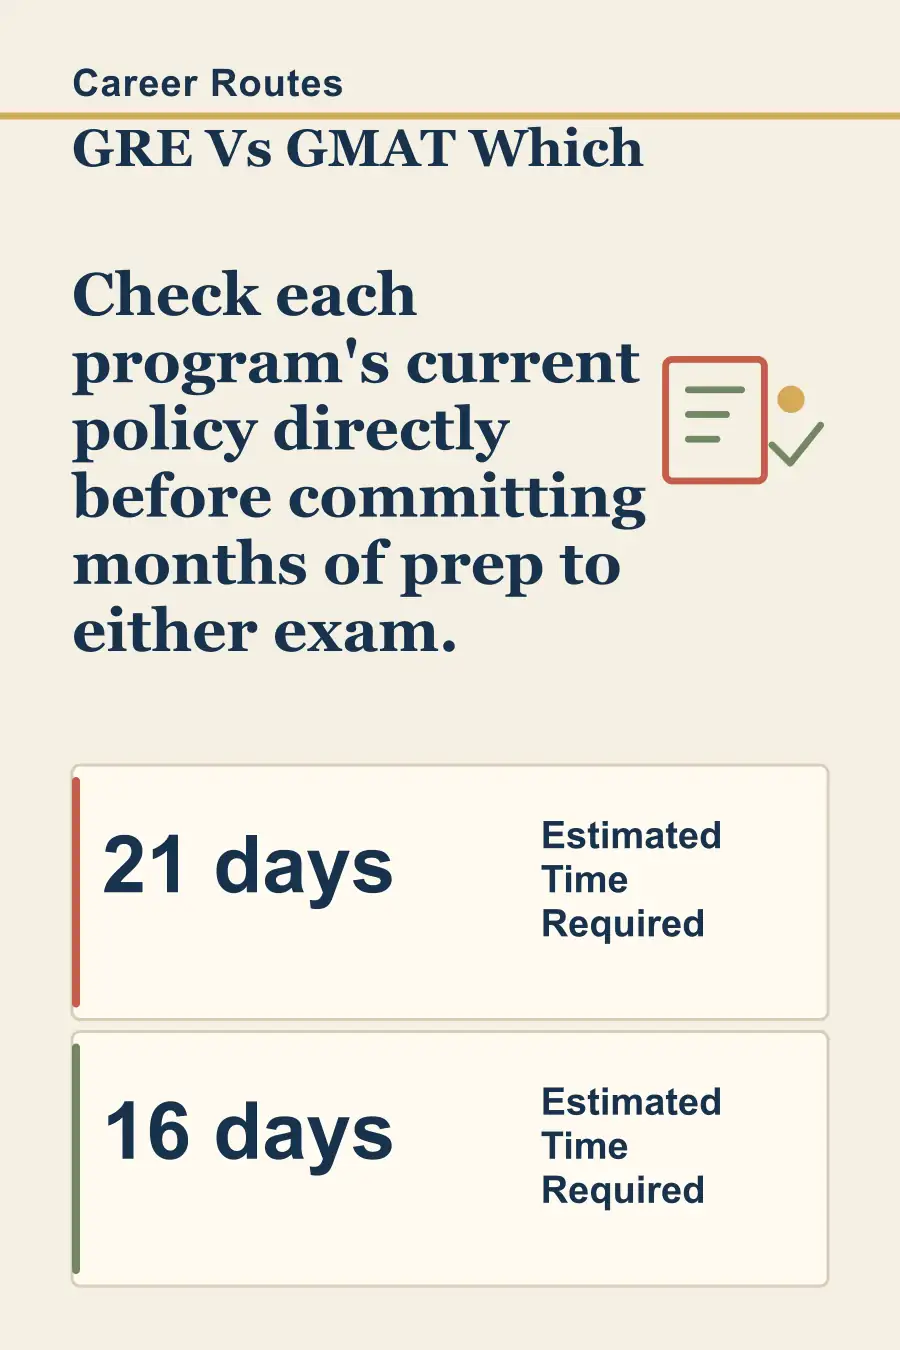 Career Routes
GRE Vs GMAT Which
Check each
program's current
policy directly
before committing
months of prep to
either exam.
21 days
Estimated
Time
Required
16 days
Estimated
Time
Required